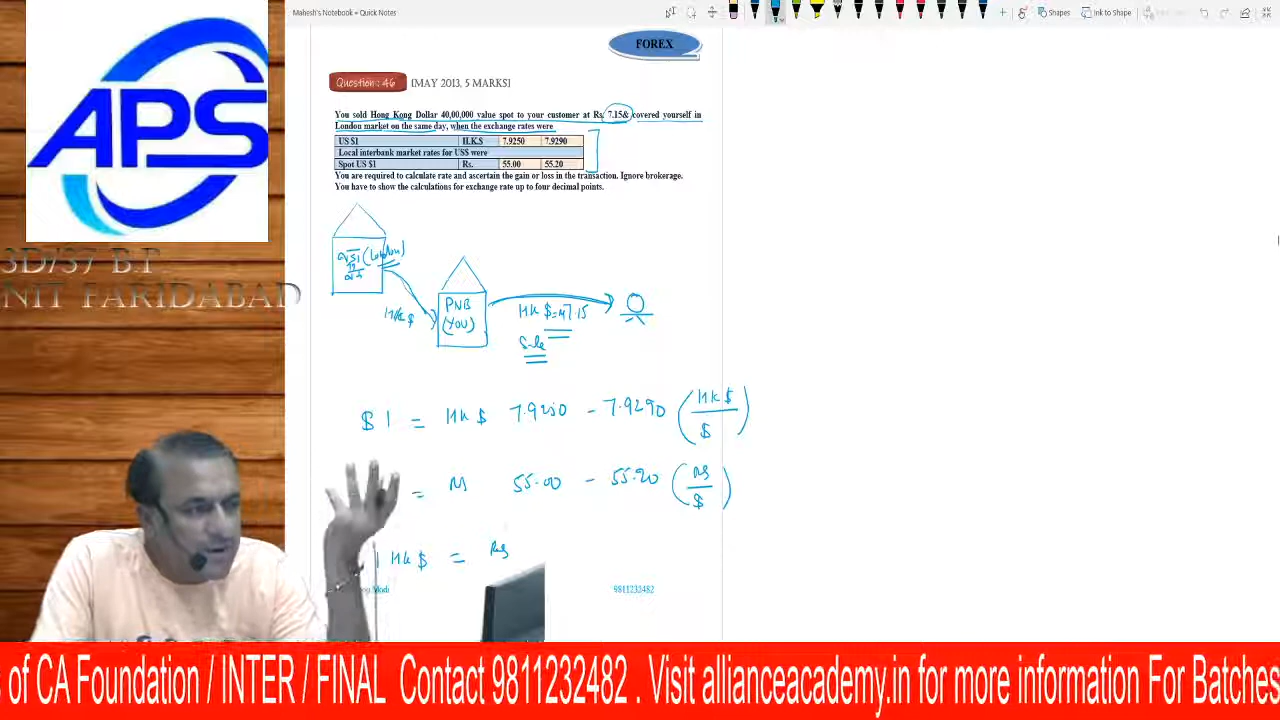 Mahesh's Notebook » Quick Notes
Shapes
Ink to Shape
APS
3D/37 B.P.
NIT FARIDABAD
FOREX
Question: 46 [MAY 2013, 5 MARKS]
You sold Hong Kong Dollar 40,00,000 value spot to your customer at Rs. 7.15& covered yourself in
London market on the same day, when the exchange rates were
US $1 H.K.$ 7.9250 7.9290
Local interbank market rates for US$ were
Spot US $1 Rs. 55.00 55.20
You are required to calculate rate and ascertain the gain or loss in the transaction. Ignore brokerage.
You have to show the calculations for exchange rate up to four decimal points.
(London)
HK $
PNB
(YOU)
HK $=₹7.15
Sale
$ 1 = HK $ 7.9250 - 7.9290 (HK $ / $)
= Rs 55.00 - 55.20 (Rs / $)
1 HK $ = Rs
Modi
9811232482
s of CA Foundation / INTER / FINAL Contact 9811232482 . Visit allianceacademy.in for more information For Batches